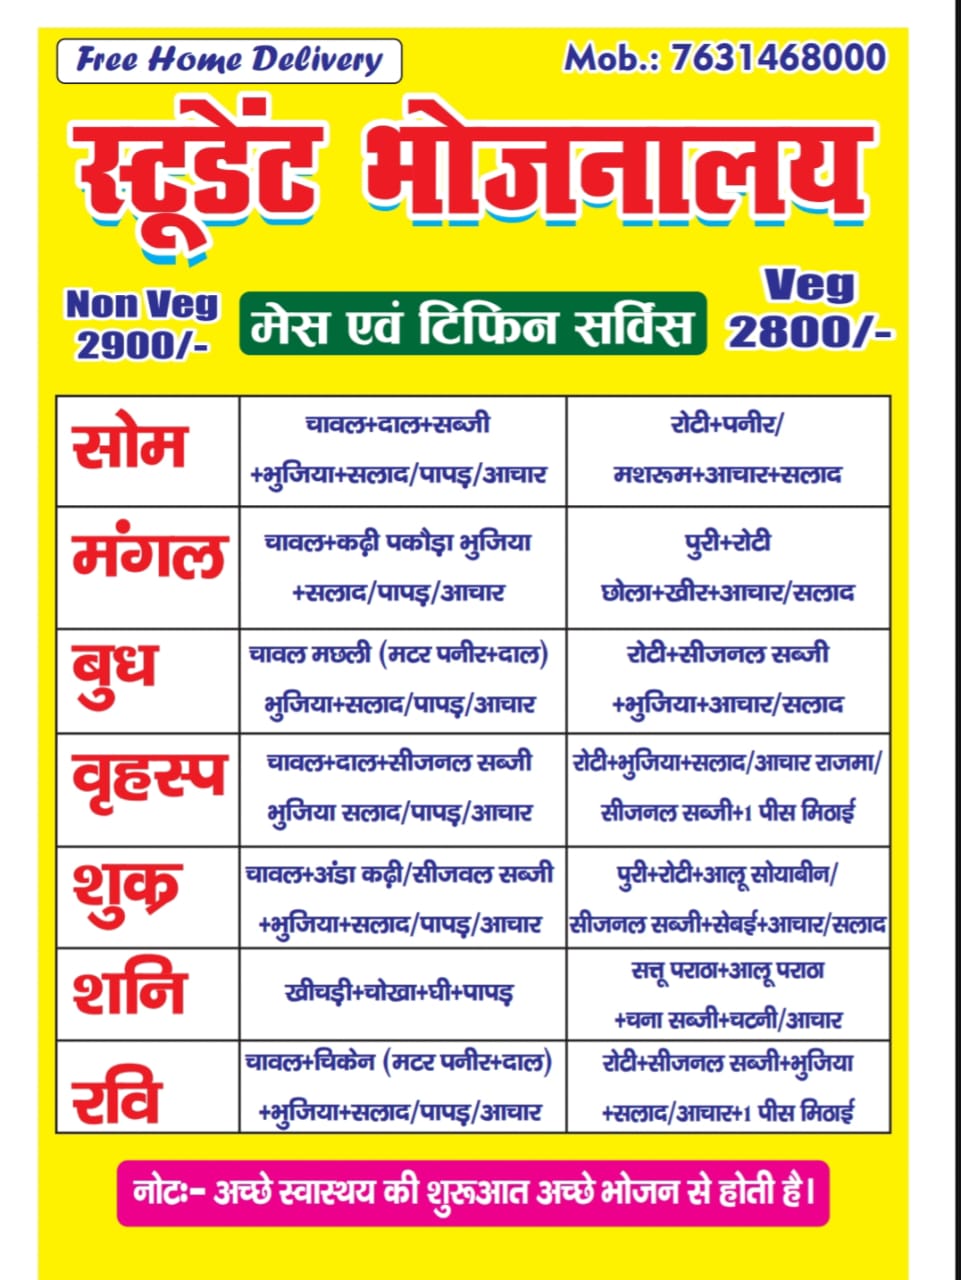 Free Home Delivery
Mob.: 7631468000
स्टूडेंट भोजनालय
Non Veg
2900/-
मेस एवं टिफिन सर्विस
Veg
2800/-
सोम
चावल+दाल+सब्जी
+भुजिया+सलाद/पापड़/आचार
रोटी+पनीर/
मशरूम+आचार+सलाद
मंगल
चावल+कढ़ी पकौड़ा भुजिया
+सलाद/पापड़/आचार
पुरी+रोटी
छोला+खीर+आचार/सलाद
बुध
चावल मछली (मटर पनीर+दाल)
भुजिया+सलाद/पापड़/आचार
रोटी+सीजनल सब्जी
+भुजिया+आचार/सलाद
वृहस्प
चावल+दाल+सीजनल सब्जी
भुजिया सलाद/पापड़/आचार
रोटी+भुजिया+सलाद/आचार राजमा/
सीजनल सब्जी+1 पीस मिठाई
शुक्र
चावल+अंडा कढ़ी/सीजवल सब्जी
+भुजिया+सलाद/पापड़/आचार
पुरी+रोटी+आलू सोयाबीन/
सीजनल सब्जी+सेबई+आचार/सलाद
शनि
खीचड़ी+चोखा+घी+पापड़
सत्तू पराठा+आलू पराठा
+चना सब्जी+चटनी/आचार
रवि
चावल+चिकेन (मटर पनीर+दाल)
+भुजिया+सलाद/पापड़/आचार
रोटी+सीजनल सब्जी+भुजिया
+सलाद/आचार+1 पीस मिठाई
नोटः- अच्छे स्वास्थय की शुरूआत अच्छे भोजन से होती है।